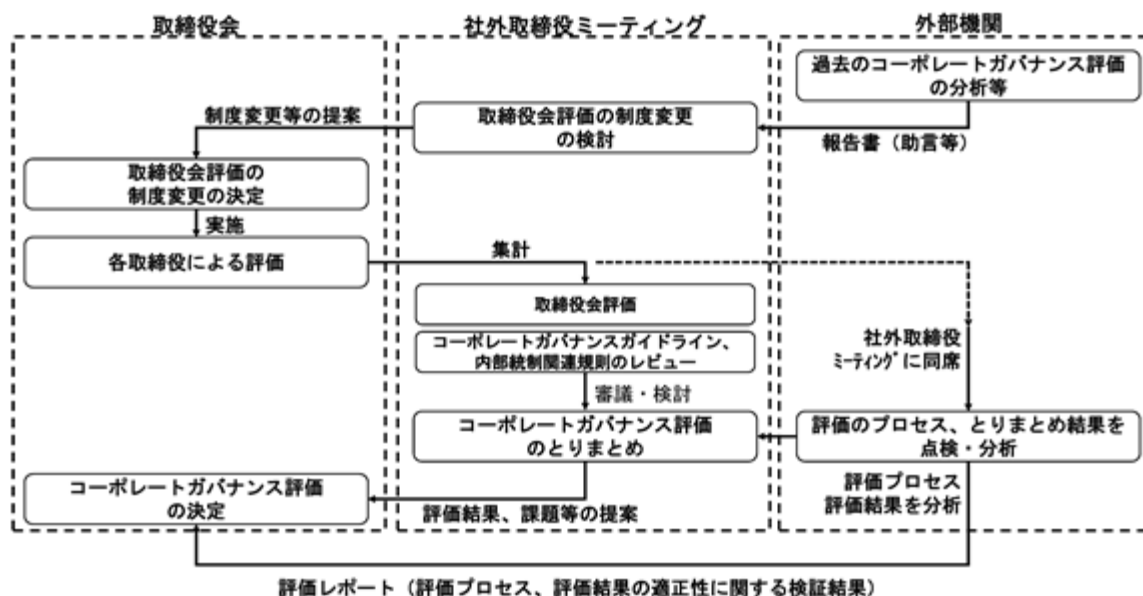 取締役会
社外取締役ミーティング
外部機関
過去のコーポレートガバナンス評価
の分析等
制度変更等の提案
取締役会評価の制度変更
の検討
報告書（助言等）
取締役会評価の
制度変更の決定
実施
各取締役による評価
集計
取締役会評価
コーポレートガバナンスガイドライン、
内部統制関連規則のレビュー
社外取締役
ﾐｰﾃｨﾝｸﾞに同席
審議・検討
コーポレートガバナンス評価
のとりまとめ
評価のプロセス、とりまとめ結果を
点検・分析
コーポレートガバナンス評価
の決定
評価結果、課題等の提案
評価プロセス
評価結果を分析
評価レポート（評価プロセス、評価結果の適正性に関する検証結果）